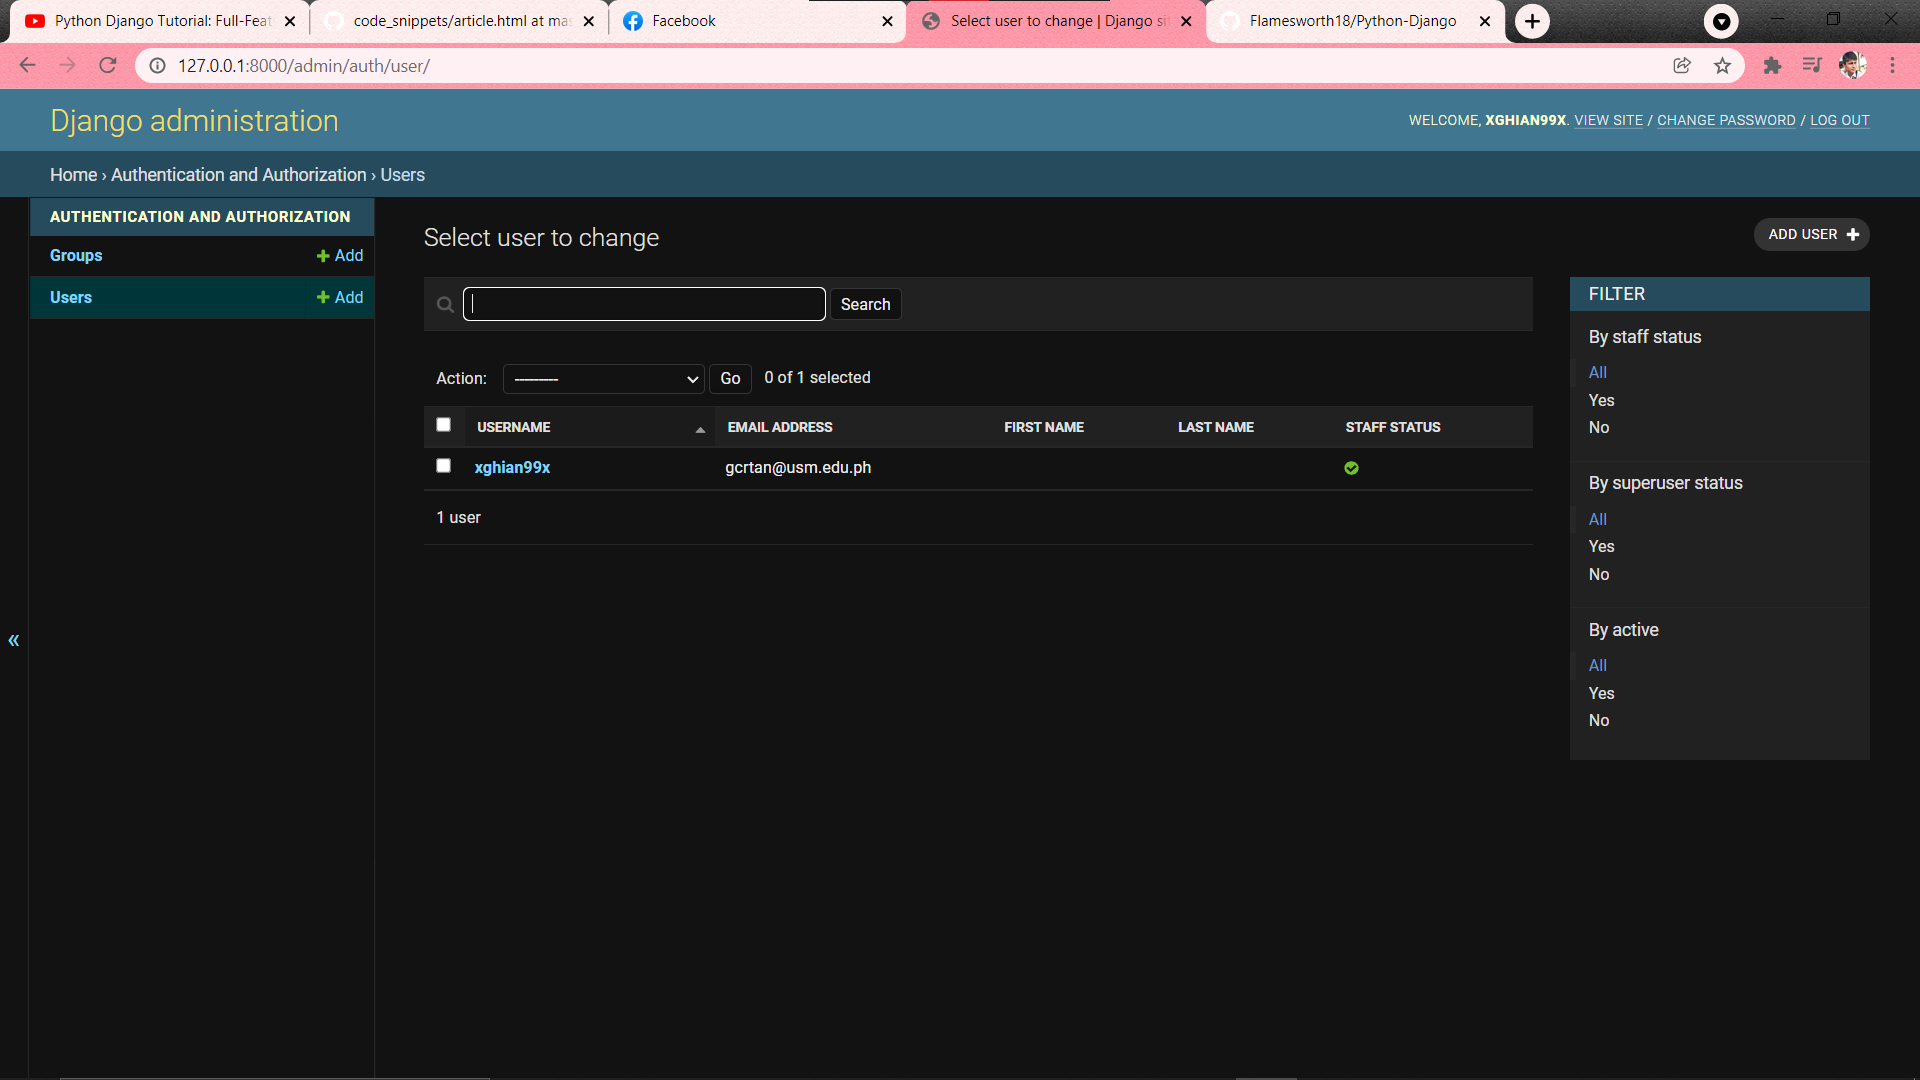 Python Django Tutorial: Full-Feat
code_snippets/article.html at mas
Facebook
Select user to change | Django si
Flamesworth18/Python-Django
127.0.0.1:8000/admin/auth/user/
Django administration
WELCOME, XGHIAN99X. VIEW SITE / CHANGE PASSWORD / LOG OUT
Home › Authentication and Authorization › Users
AUTHENTICATION AND AUTHORIZATION
Groups + Add
Users + Add
«
Select user to change
ADD USER +
Search
Action: --------- Go 0 of 1 selected
USERNAME EMAIL ADDRESS FIRST NAME LAST NAME STAFF STATUS
xghian99x gcrtan@usm.edu.ph
1 user
FILTER
By staff status
All
Yes
No
By superuser status
All
Yes
No
By active
All
Yes
No